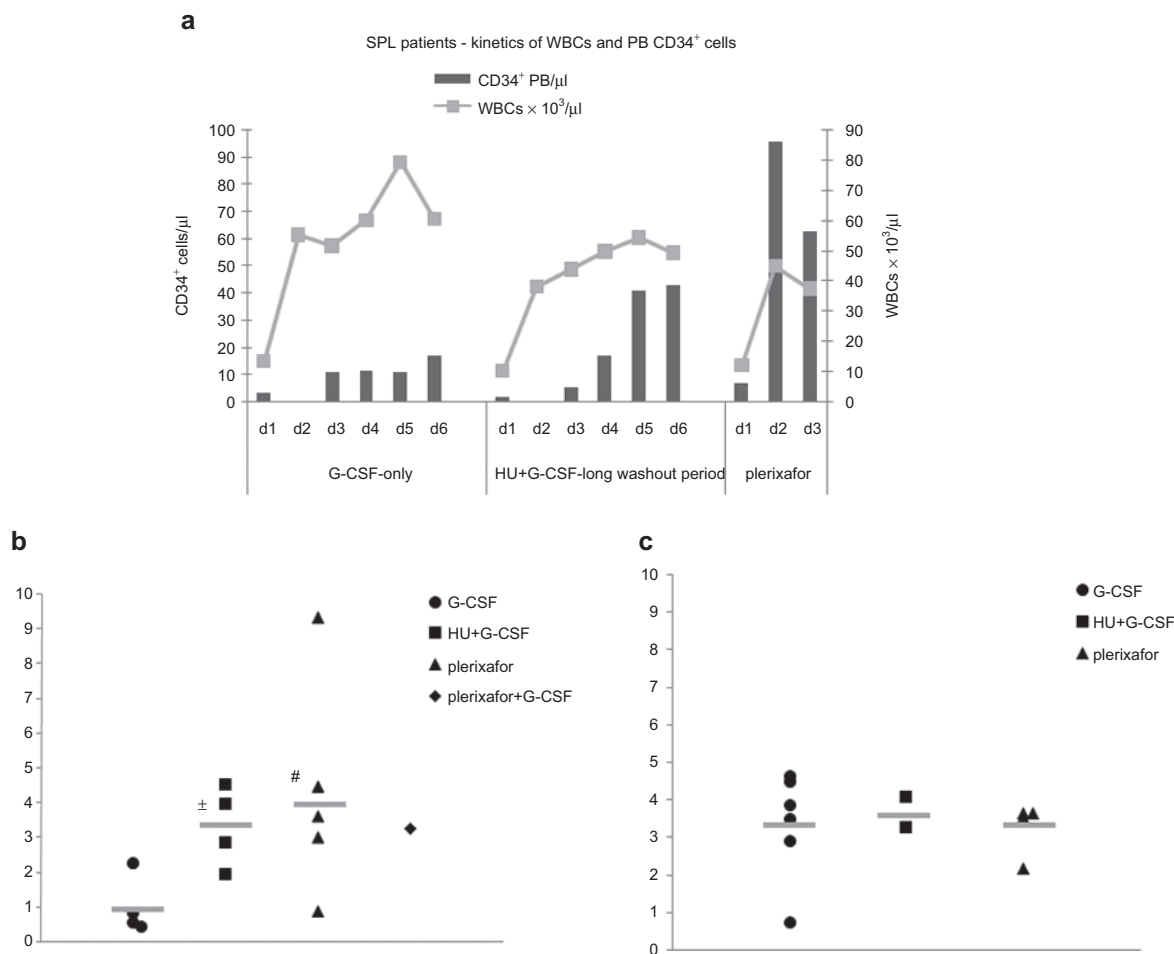 a
SPL patients - kinetics of WBCs and PB CD34⁺ cells
CD34⁺ PB/µl
WBCs × 10³/µl
CD34⁺ cells/µl
100
90
80
70
60
50
40
30
20
10
0
WBCs × 10³/µl
90
80
70
60
50
40
30
20
10
0
d1 d2 d3 d4 d5 d6 d1 d2 d3 d4 d5 d6 d1 d2 d3
G-CSF-only HU+G-CSF-long washout period plerixafor
b
10
9
8
7
6
5
4
3
2
1
0
±
#
G-CSF
HU+G-CSF
plerixafor
plerixafor+G-CSF
c
10
9
8
7
6
5
4
3
2
1
0
G-CSF
HU+G-CSF
plerixafor